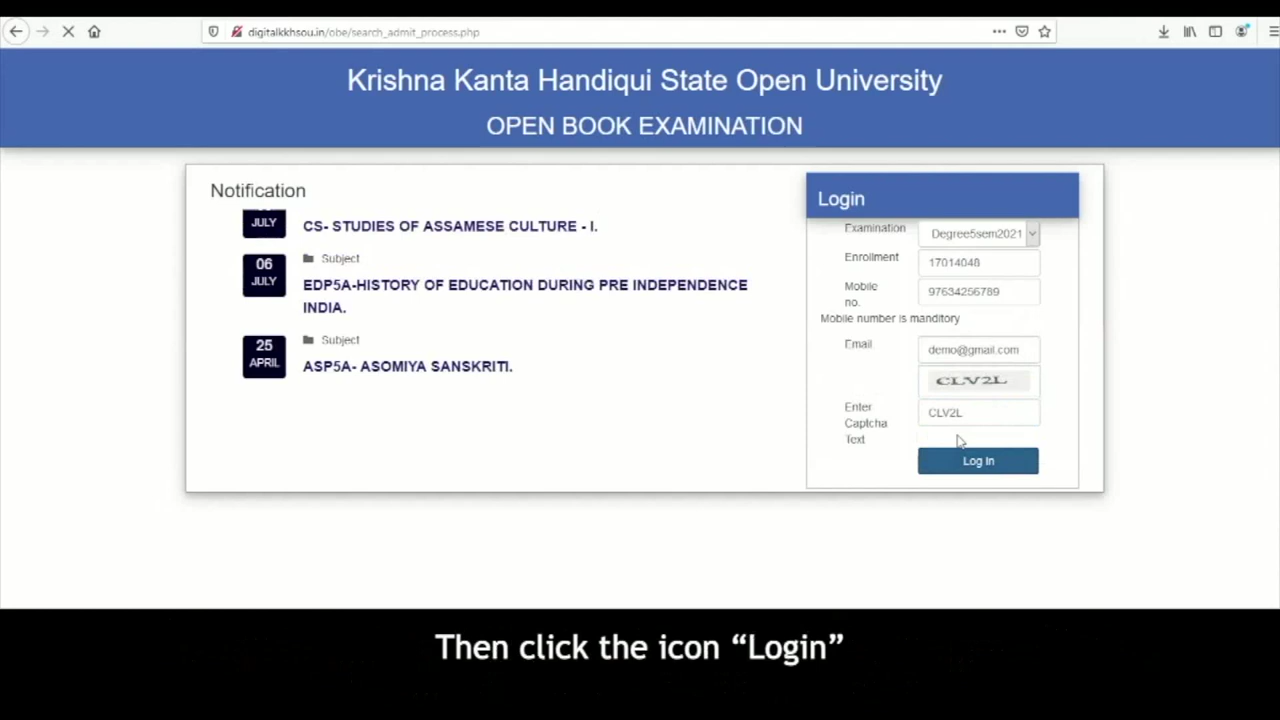 digitalkkhsou.in/obe/search_admit_process.php
Krishna Kanta Handiqui State Open University
OPEN BOOK EXAMINATION
Notification
JULY
CS- STUDIES OF ASSAMESE CULTURE - I.
06
JULY
Subject
EDP5A-HISTORY OF EDUCATION DURING PRE INDEPENDENCE
INDIA.
25
APRIL
Subject
ASP5A- ASOMIYA SANSKRITI.
Login
Examination
Degree5sem2021
Enrollment
17014048
Mobile
no.
97634256789
Mobile number is manditory
Email
demo@gmail.com
CLV2L
Enter
Captcha
Text
CLV2L
Log In
Then click the icon “Login”